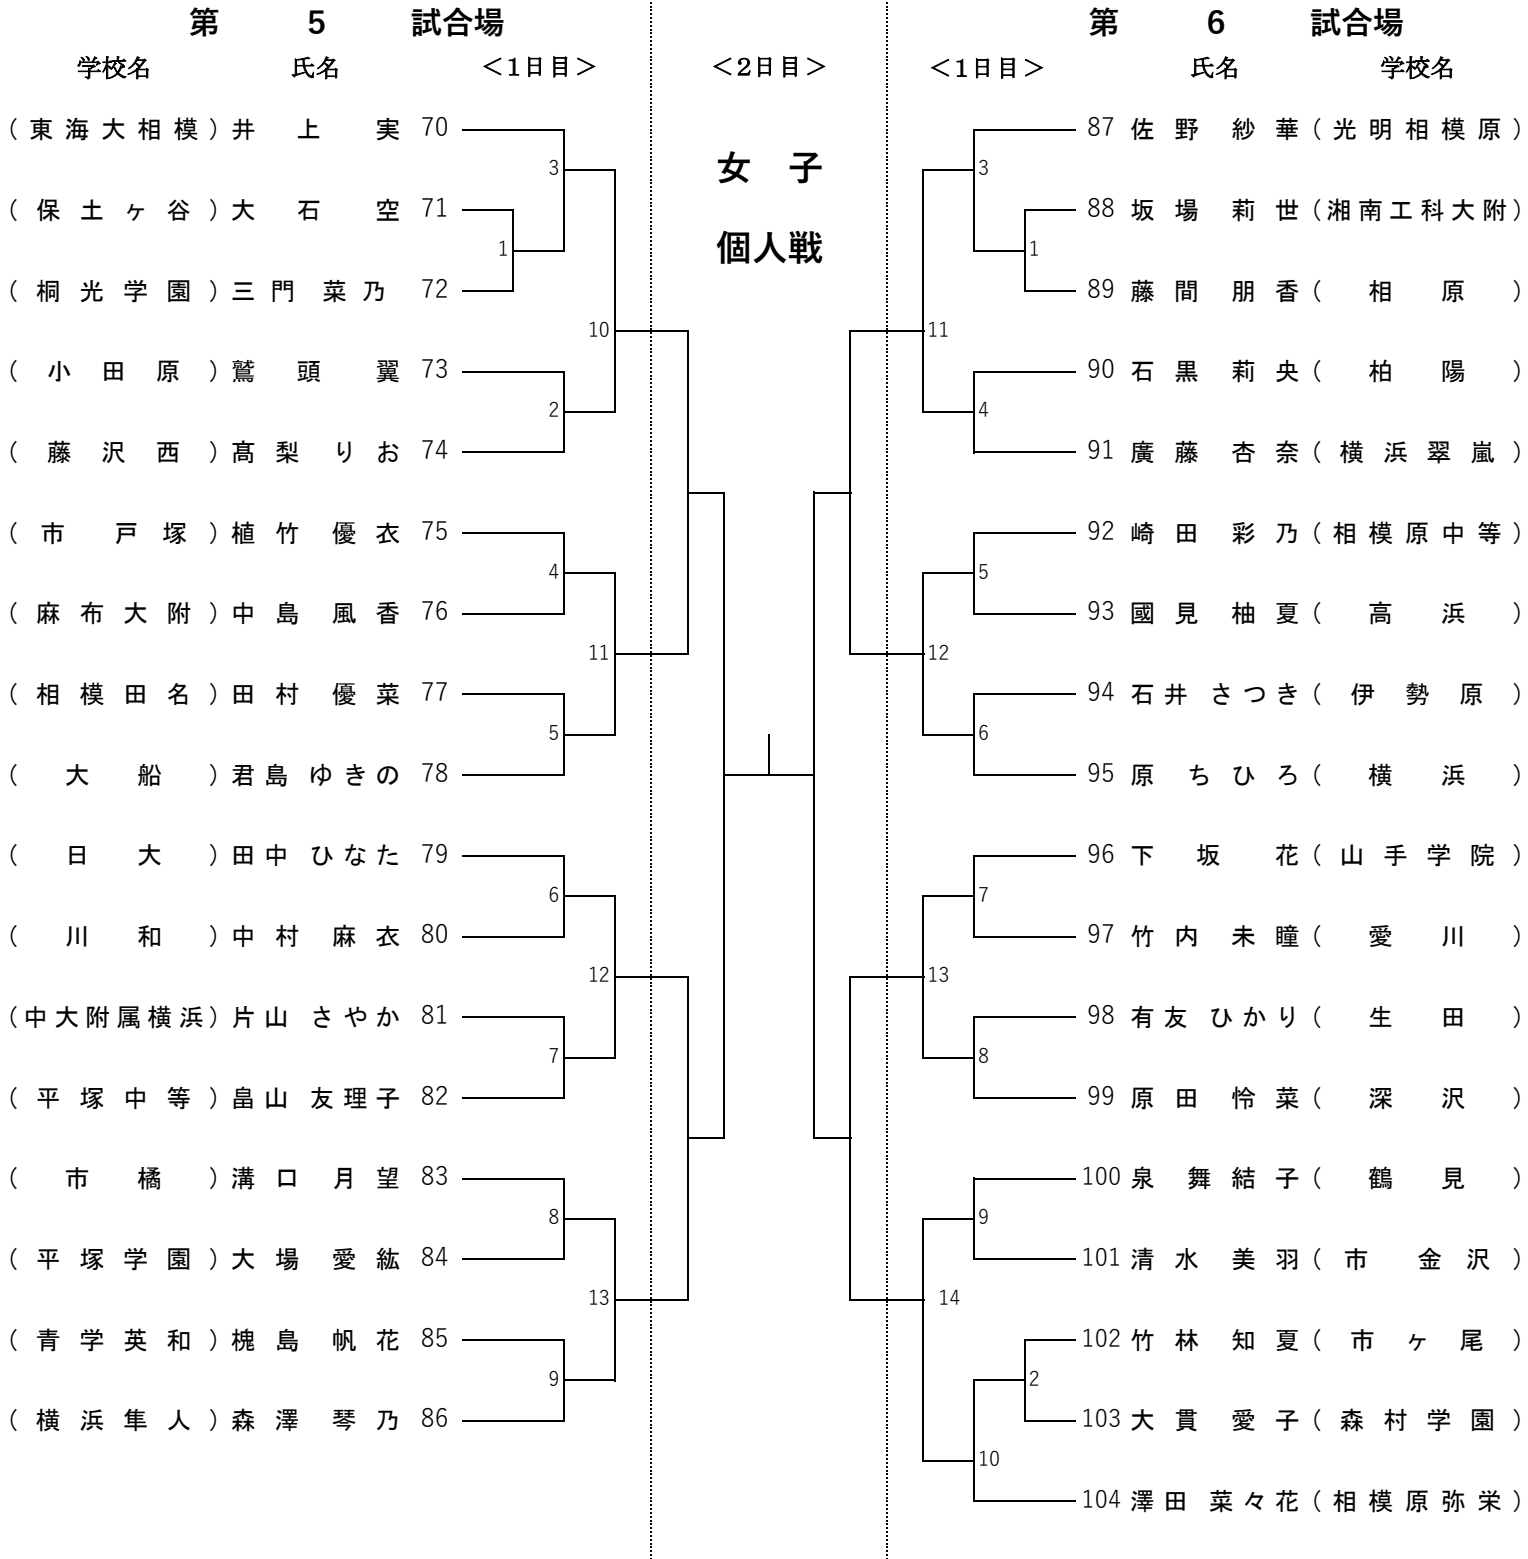 第 5 試合場 第 6 試合場
学校名 氏名 ＜1日目＞ ＜2日目＞ ＜1日目＞ 氏名 学校名
（東海大相模）井上 実 70 87 佐野 紗華（光明相模原）
3 女子 3
（保土ヶ谷）大石 空 71 88 坂場 莉世（湘南工科大附）
1 個人戦 1
（桐光学園）三門 菜乃 72 89 藤間 朋香（相原）
10 11
（小田原）鷲頭 翼 73 90 石黒 莉央（柏陽）
2 4
（藤沢西）髙梨 りお 74 91 廣藤 杏奈（横浜翠嵐）
（市 戸塚）植竹 優衣 75 92 崎田 彩乃（相模原中等）
4 5
（麻布大附）中島 風香 76 93 國見 柚夏（高浜）
11 12
（相模田名）田村 優菜 77 94 石井 さつき（伊勢原）
5 6
（大船）君島 ゆきの 78 95 原 ちひろ（横浜）
（日大）田中 ひなた 79 96 下坂 花（山手学院）
6 7
（川和）中村 麻衣 80 97 竹内 未瞳（愛川）
12 13
（中大附属横浜）片山 さやか 81 98 有友 ひかり（生田）
7 8
（平塚中等）畠山 友理子 82 99 原田 怜菜（深沢）
（市 橘）溝口 月望 83 100 泉 舞結子（鶴見）
8 9
（平塚学園）大場 愛紘 84 101 清水 美羽（市 金沢）
13 14
（青学英和）槐島 帆花 85 102 竹林 知夏（市ヶ尾）
9 2
（横浜隼人）森澤 琴乃 86 103 大貫 愛子（森村学園）
10
104 澤田 菜々花（相模原弥栄）